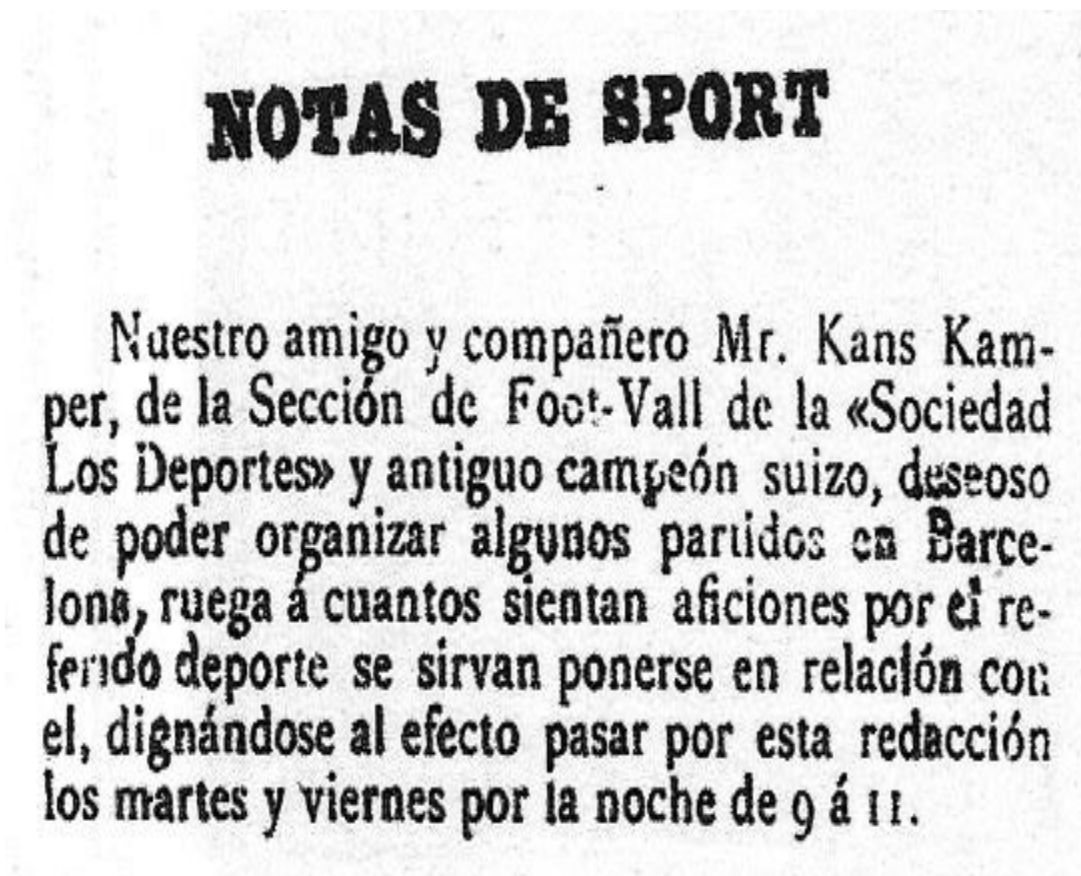 NOTAS DE SPORT
Nuestro amigo y compañero Mr. Kans Kam-
per, de la Sección de Foot-Vall de la «Sociedad
Los Deportes» y antiguo campeón suizo, deseoso
de poder organizar algunos partidos en Barce-
lona, ruega á cuantos sientan aficiones por el re-
ferido deporte se sirvan ponerse en relación con
el, dignándose al efecto pasar por esta redacción
los martes y viernes por la noche de 9 á 11.